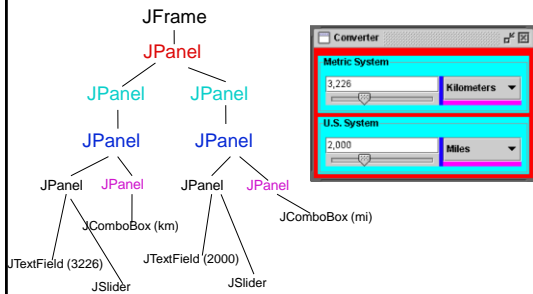 JFrame
JPanel
JPanel JPanel
JPanel JPanel
JPanel JPanel JPanel JPanel
JComboBox (km) JComboBox (mi)
JTextField (3226) JTextField (2000)
JSlider JSlider
Converter
Metric System
3,226 Kilometers
U.S. System
2,000 Miles